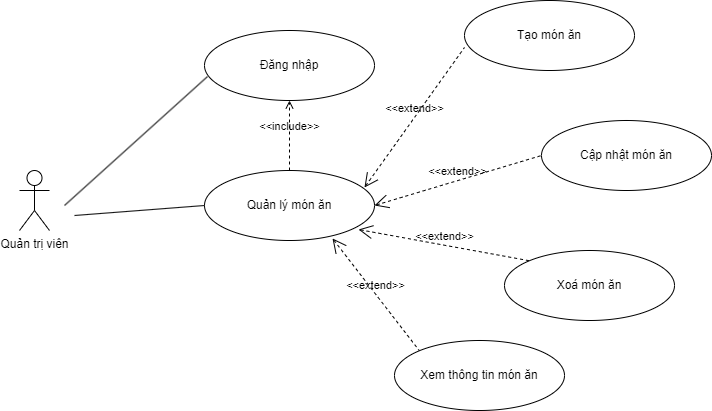 Tạo món ăn
Đăng nhập
<<extend>>
<<include>>
Cập nhật món ăn
<<extend>>
Quản lý món ăn
Quản trị viên
<<extend>>
Xoá món ăn
<<extend>>
Xem thông tin món ăn